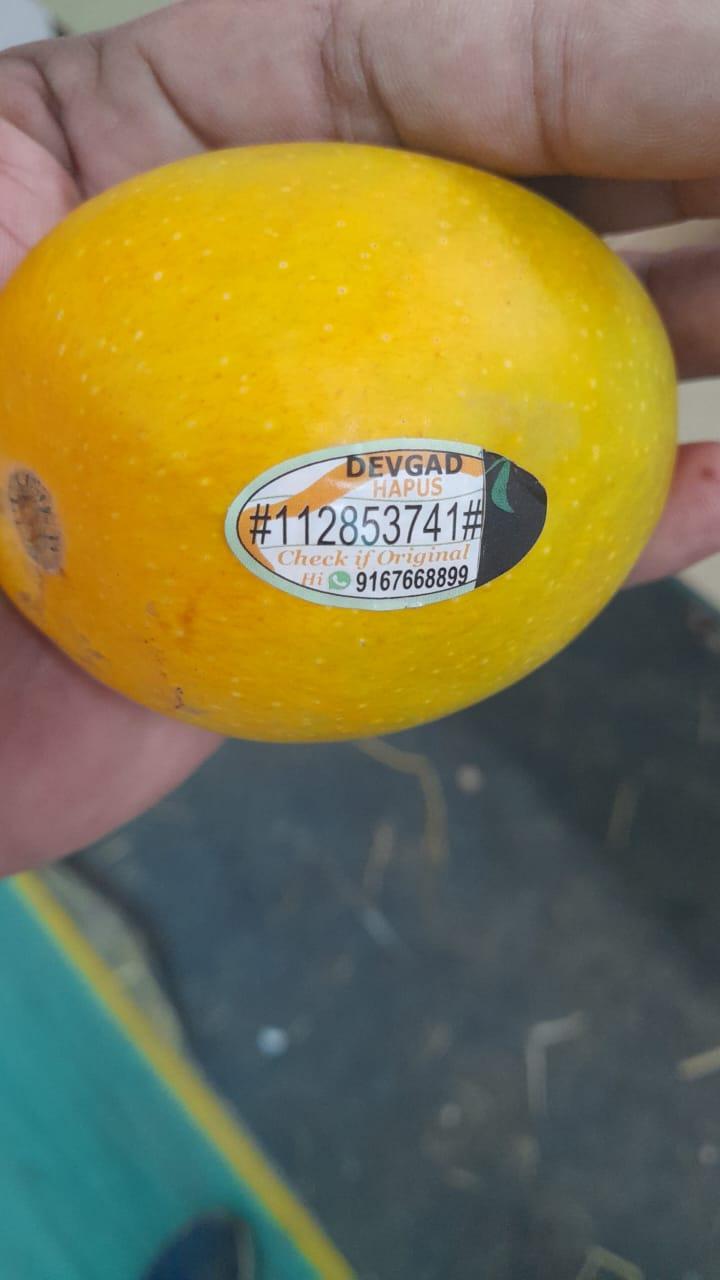 DEVGAD
HAPUS
#112853741#
Check if Original
Hi 9167668899